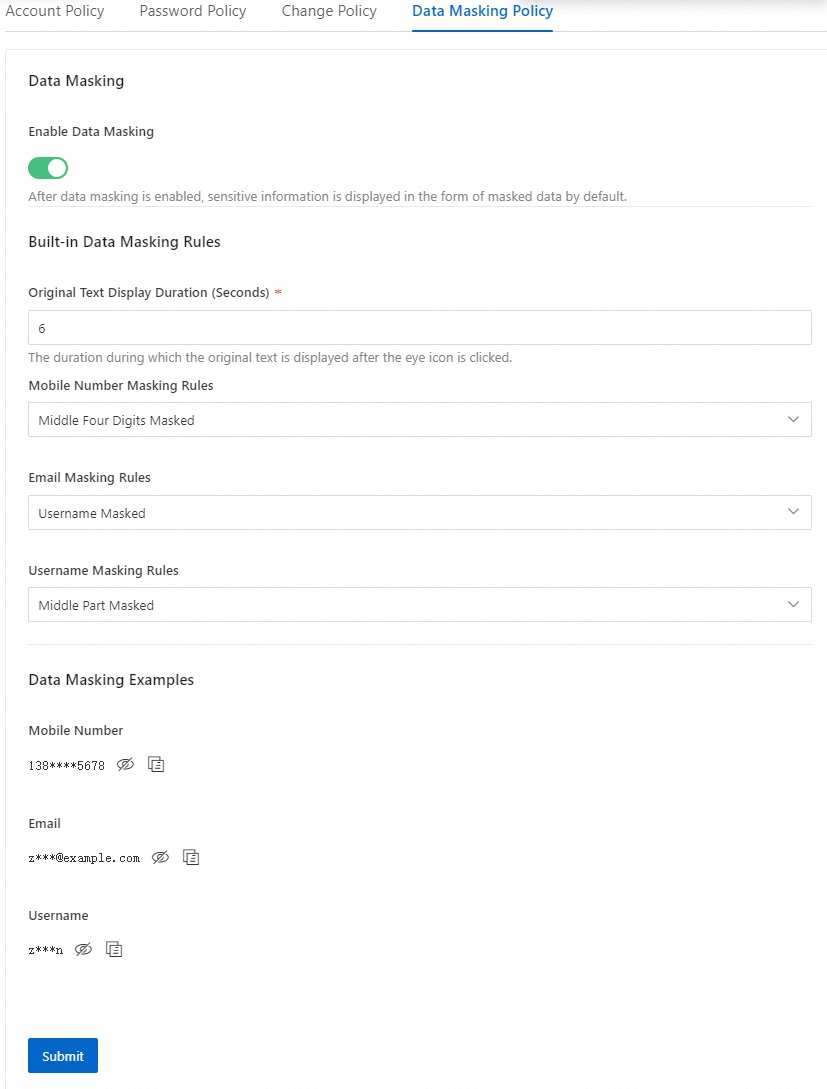 Account Policy Password Policy Change Policy Data Masking Policy
Data Masking
Enable Data Masking
After data masking is enabled, sensitive information is displayed in the form of masked data by default.
Built-in Data Masking Rules
Original Text Display Duration (Seconds) *
6
The duration during which the original text is displayed after the eye icon is clicked.
Mobile Number Masking Rules
Middle Four Digits Masked
Email Masking Rules
Username Masked
Username Masking Rules
Middle Part Masked
Data Masking Examples
Mobile Number
138****5678
Email
z***@example.com
Username
z***n
Submit